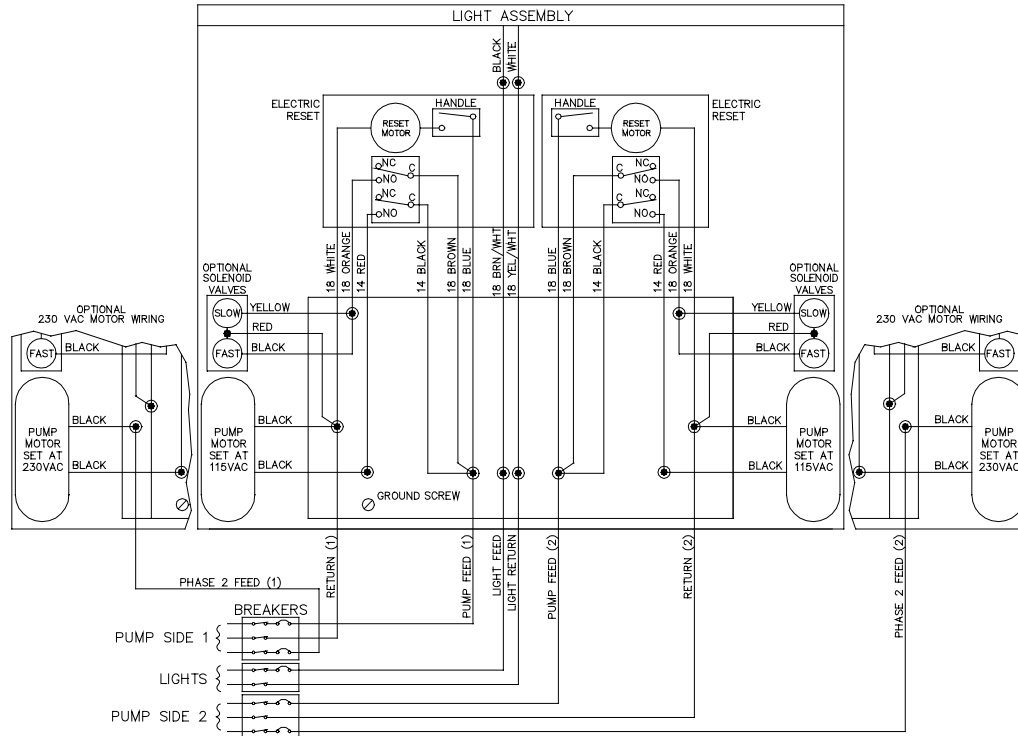 LIGHT ASSEMBLY
BLACK
WHITE
ELECTRIC
RESET
RESET
MOTOR
HANDLE
HANDLE
RESET
MOTOR
ELECTRIC
RESET
NC
C
NO
NC
C
NO
NC
C
NO
NC
C
NO
18 WHITE
18 ORANGE
14 RED
14 BLACK
18 BROWN
18 BLUE
18 BRN/WHT
18 YEL/WHT
18 BLUE
18 BROWN
14 BLACK
14 RED
18 ORANGE
18 WHITE
OPTIONAL
SOLENOID
VALVES
SLOW
YELLOW
RED
FAST
BLACK
OPTIONAL
SOLENOID
VALVES
YELLOW
SLOW
RED
BLACK
FAST
OPTIONAL
230 VAC MOTOR WIRING
FAST
BLACK
OPTIONAL
230 VAC MOTOR WIRING
BLACK
FAST
PUMP
MOTOR
SET AT
230VAC
BLACK
BLACK
PUMP
MOTOR
SET AT
115VAC
BLACK
BLACK
GROUND SCREW
BLACK
BLACK
PUMP
MOTOR
SET AT
115VAC
BLACK
BLACK
PUMP
MOTOR
SET AT
230VAC
RETURN (1)
PUMP FEED (1)
LIGHT FEED
LIGHT RETURN
PUMP FEED (2)
RETURN (2)
PHASE 2 FEED (2)
PHASE 2 FEED (1)
BREAKERS
PUMP SIDE 1
LIGHTS
PUMP SIDE 2